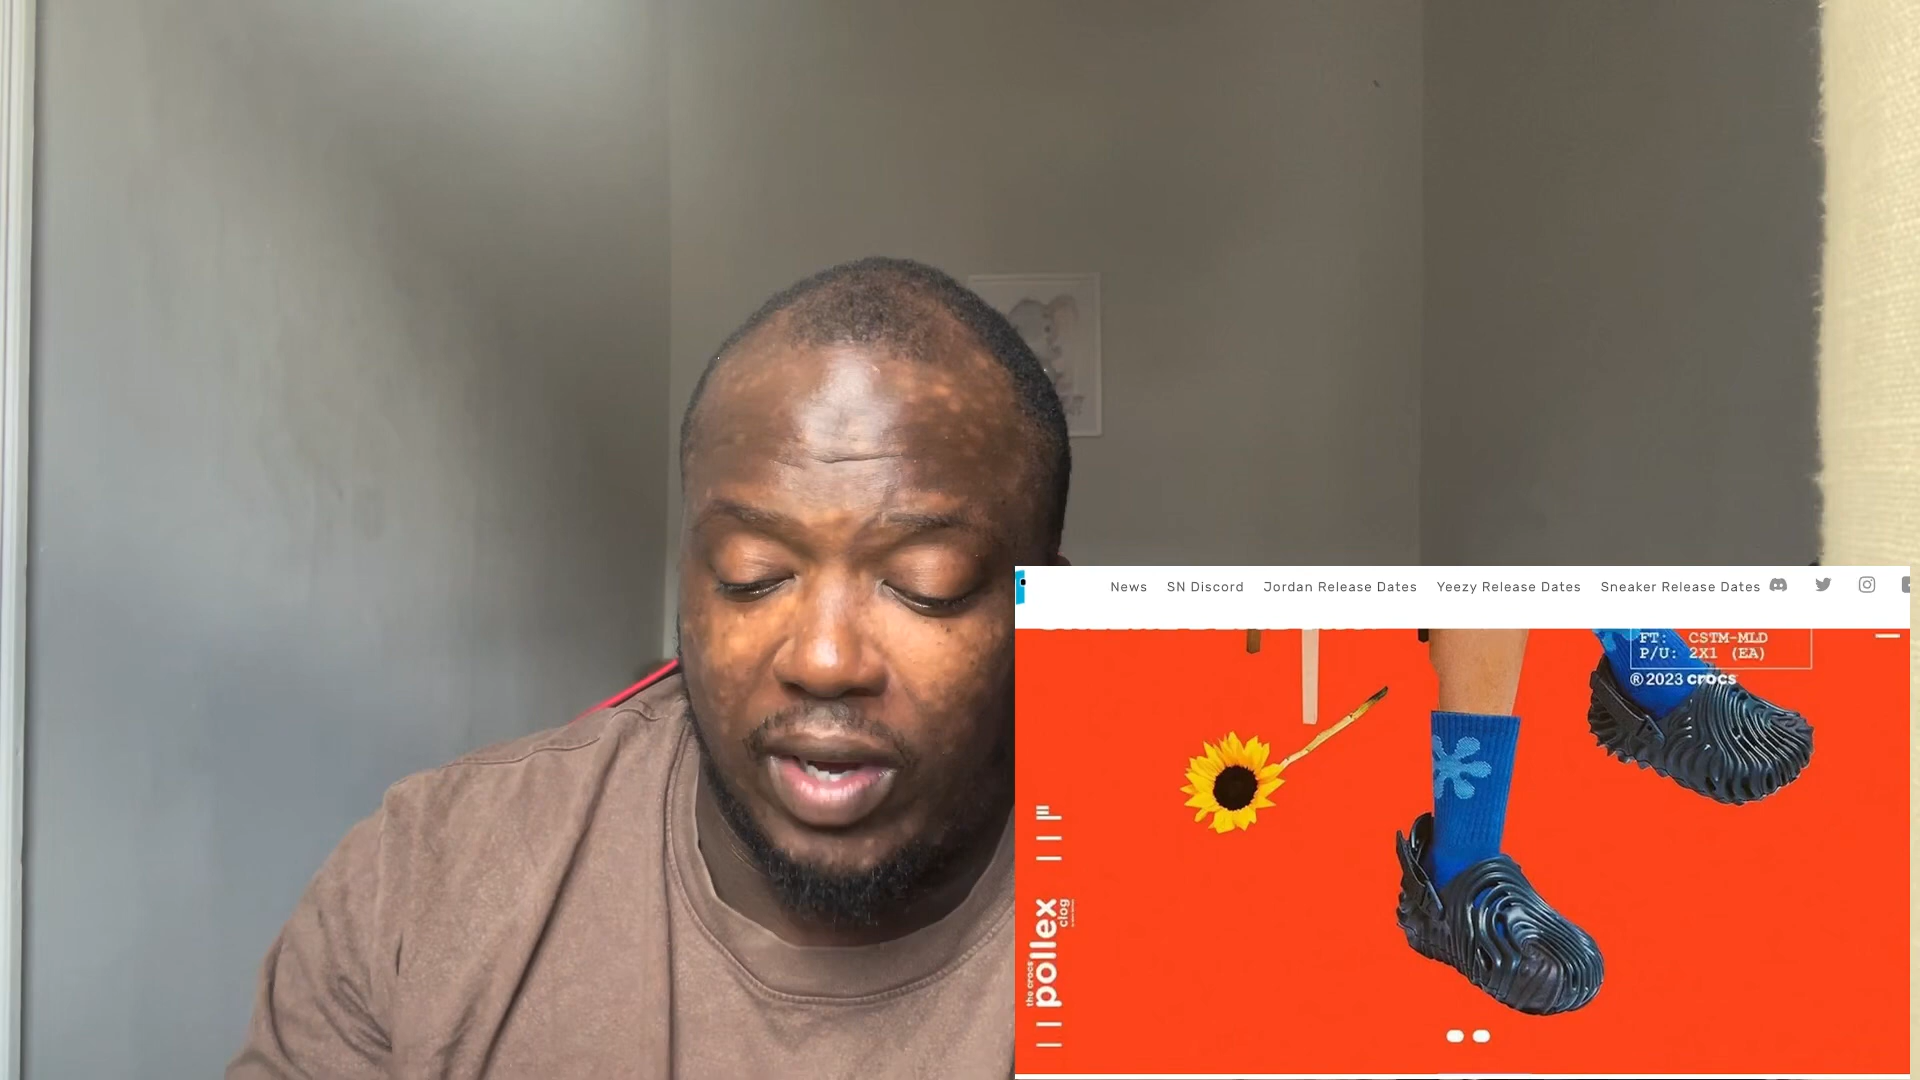 News SN Discord Jordan Release Dates Yeezy Release Dates Sneaker Release Dates
FT: CSTM-MLD
P/U: 2X1 (EA)
®2023 crocs
the crocs
pollex
clog